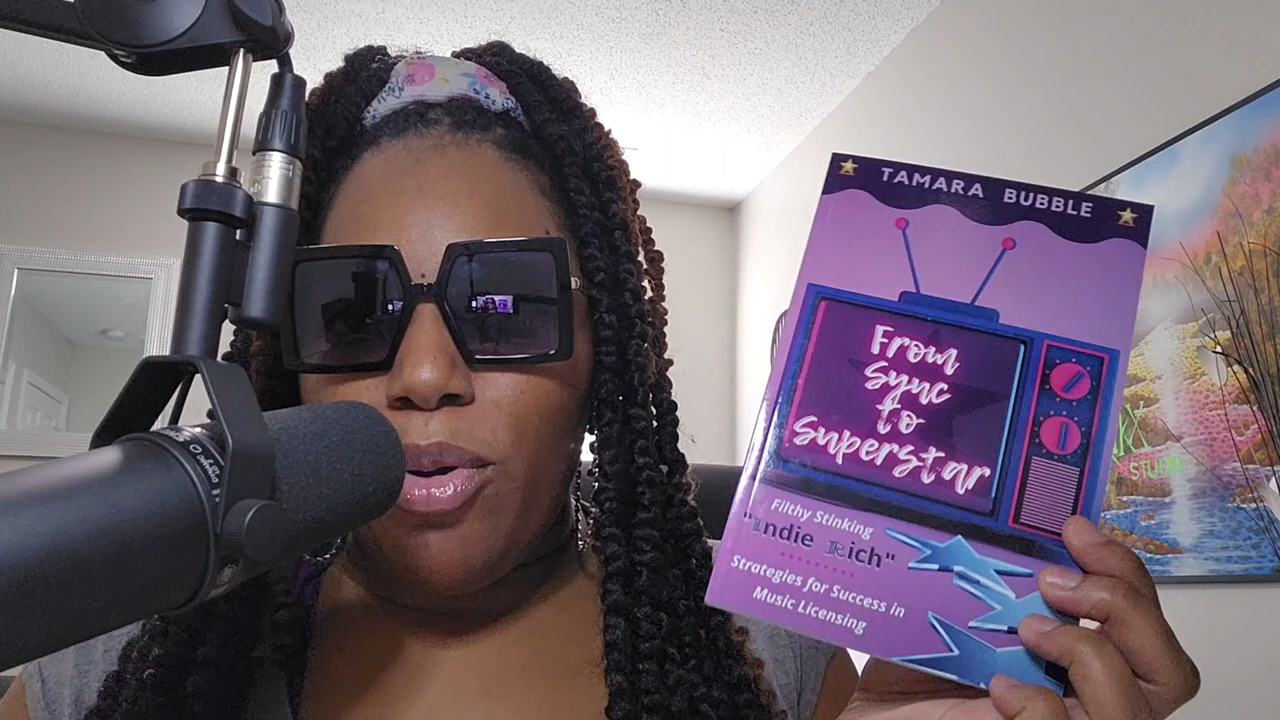 TAMARA BUBBLE
From
Sync
to
Superstar
Filthy Stinking
"Indie Rich"
Strategies for Success in
Music Licensing